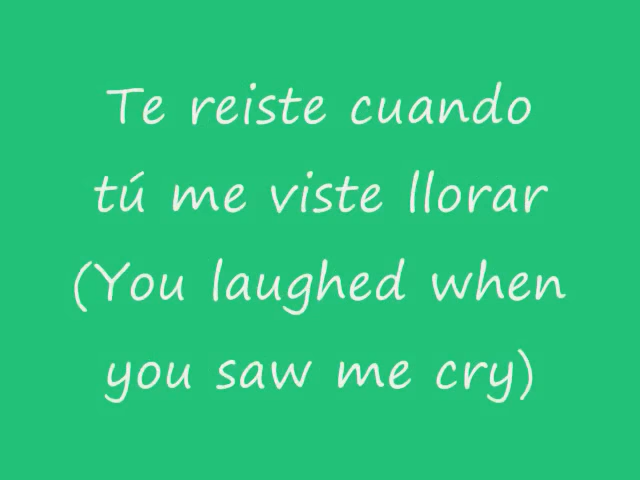 Te reiste cuando
tú me viste llorar
(You laughed when
you saw me cry)